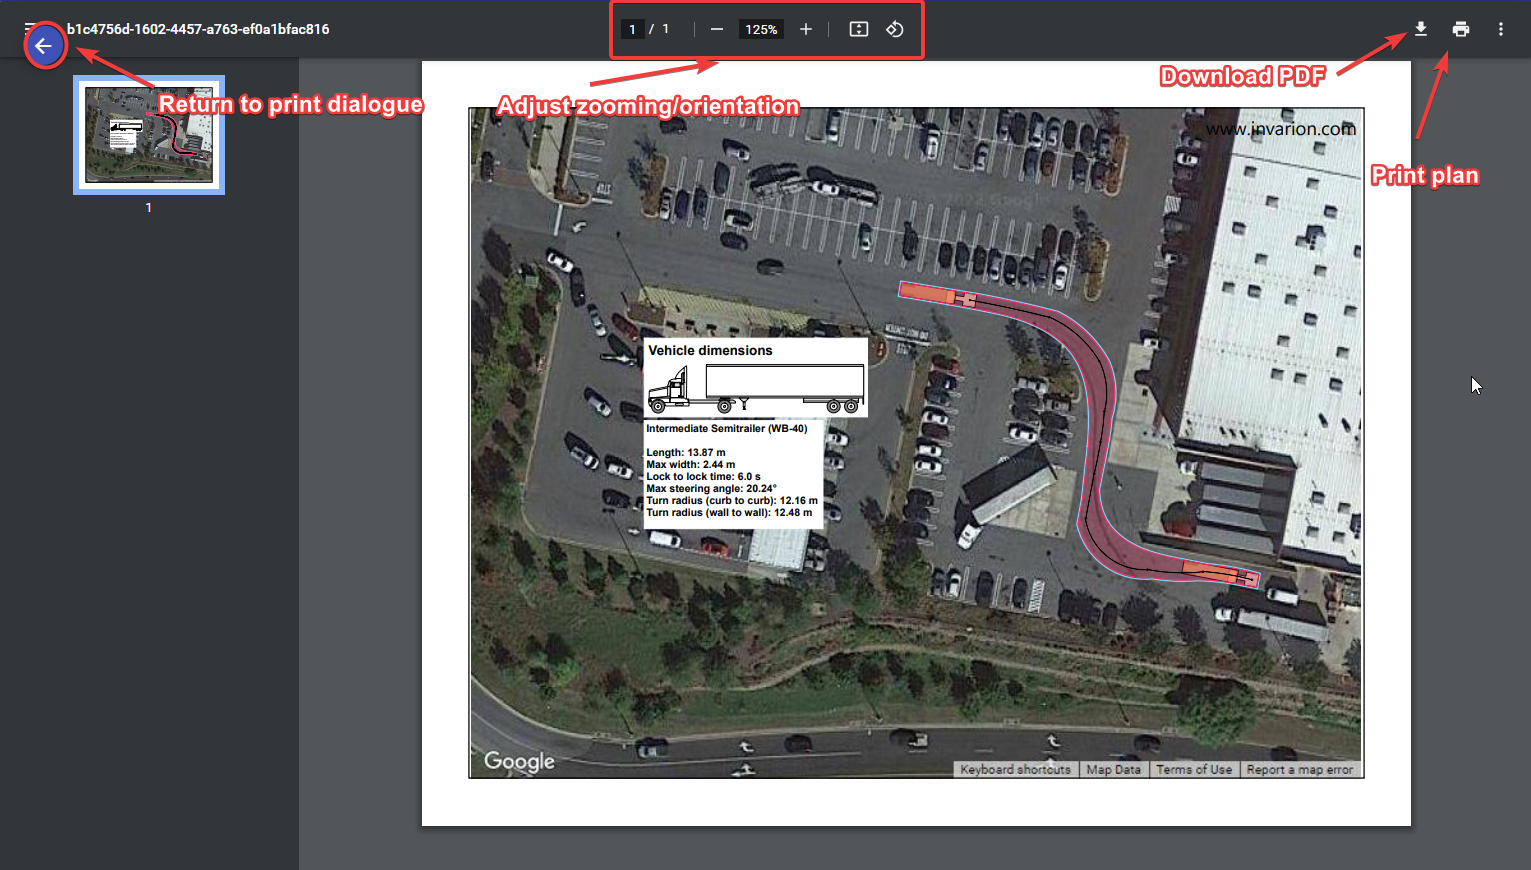 b1c4756d-1602-4457-a763-ef0a1bfac816
1 / 1
125%
Return to print dialogue
Adjust zooming/orientation
Download PDF
Print plan
1
www.invarion.com
Vehicle dimensions
Intermediate Semitrailer (WB-40)
Length: 13.87 m
Max width: 2.44 m
Lock to lock time: 6.0 s
Max steering angle: 20.24°
Turn radius (curb to curb): 12.16 m
Turn radius (wall to wall): 12.48 m
Google
Keyboard shortcuts
Map Data
Terms of Use
Report a map error